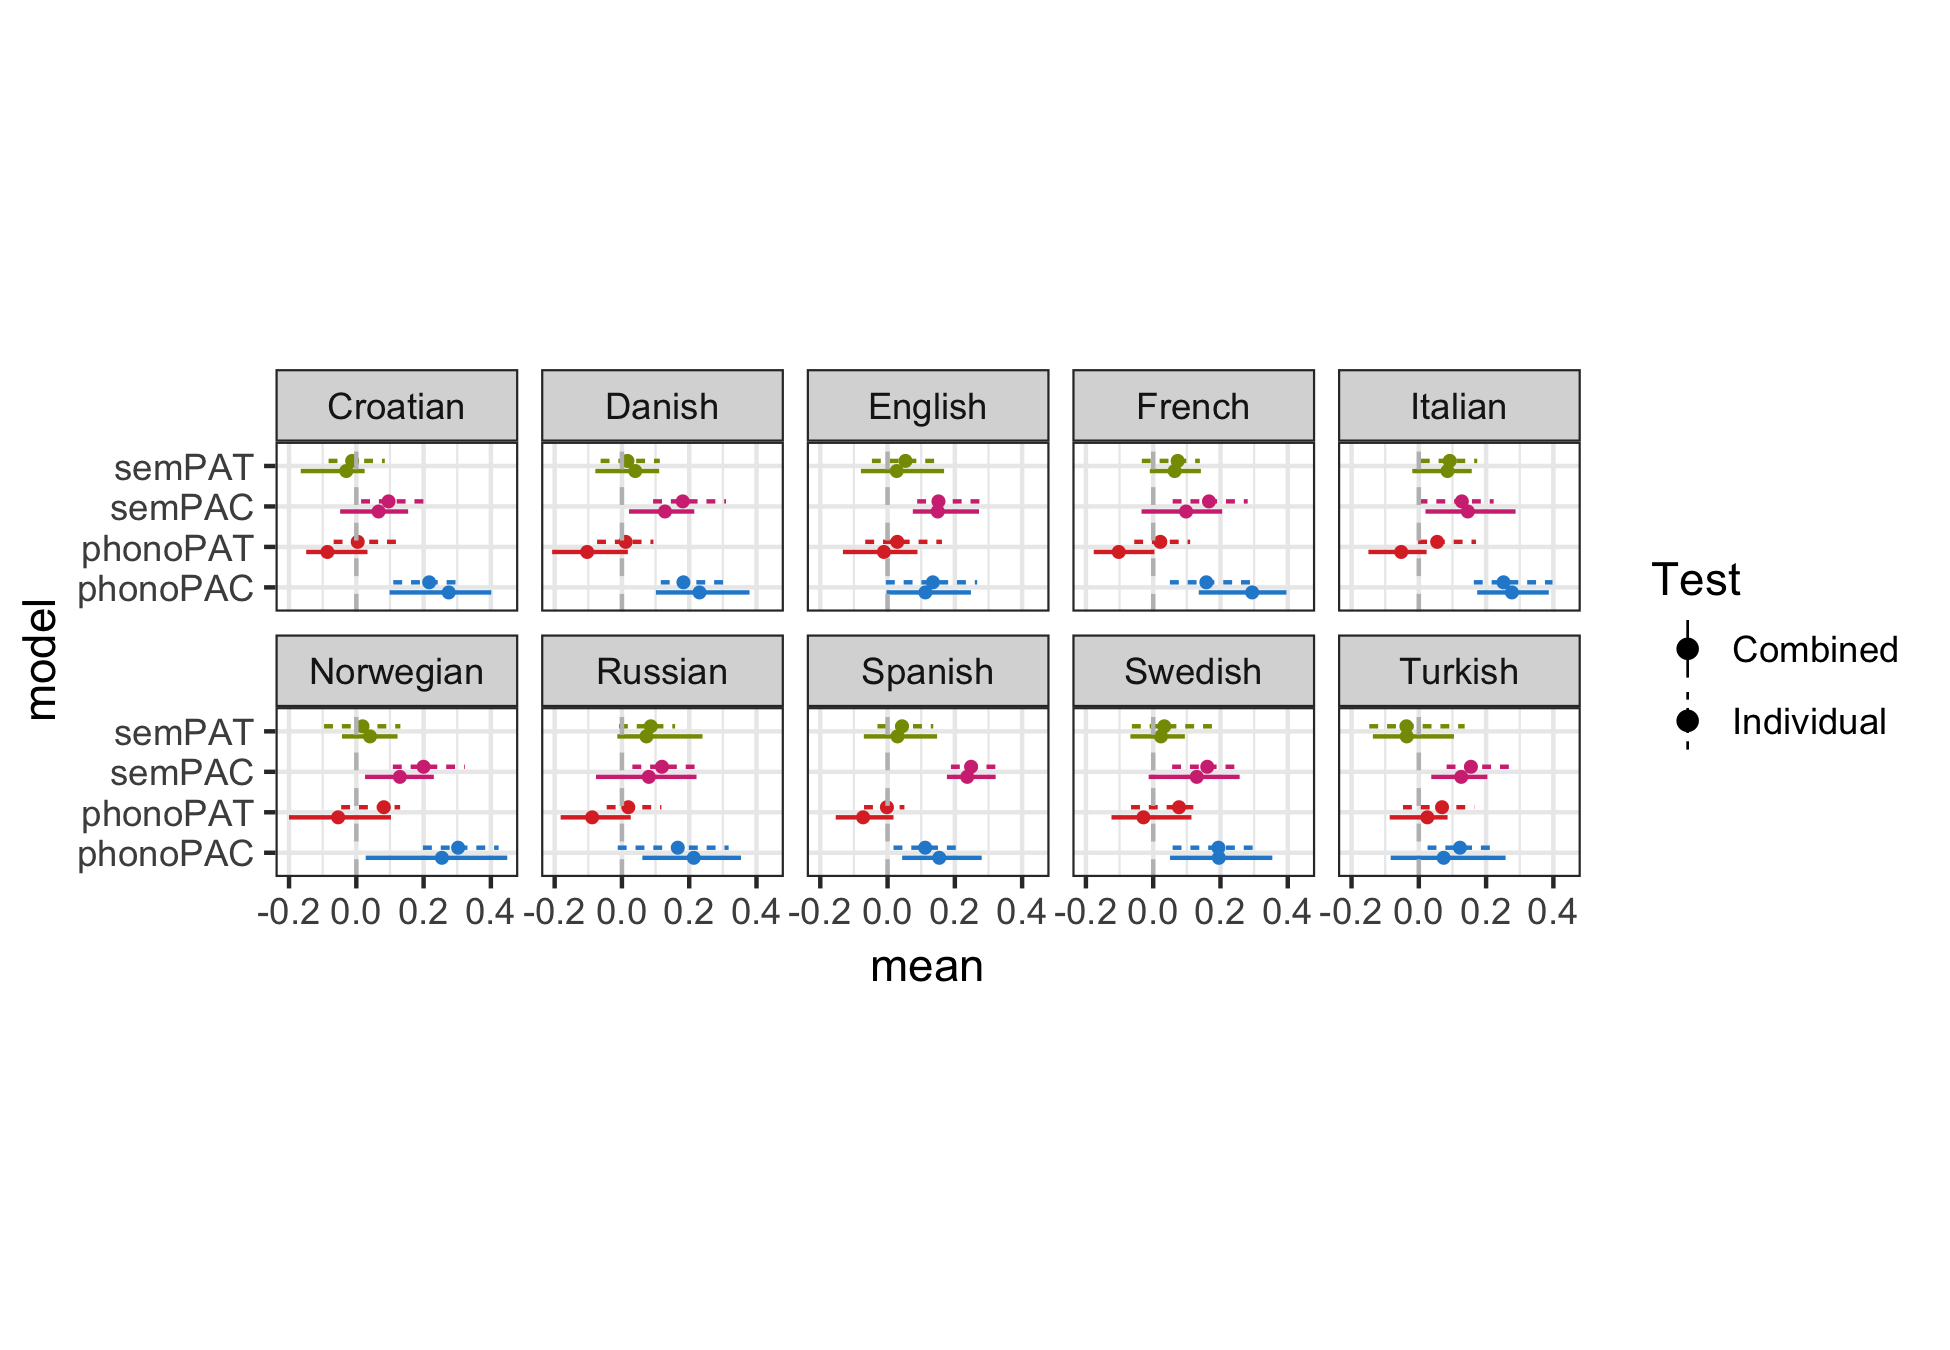 Croatian Danish English French Italian
semPAT
semPAC
phonoPAT
phonoPAC
Norwegian Russian Spanish Swedish Turkish
semPAT
semPAC
phonoPAT
phonoPAC
-0.2 0.0 0.2 0.4 -0.2 0.0 0.2 0.4 -0.2 0.0 0.2 0.4 -0.2 0.0 0.2 0.4 -0.2 0.0 0.2 0.4
mean
model
Test
Combined
Individual